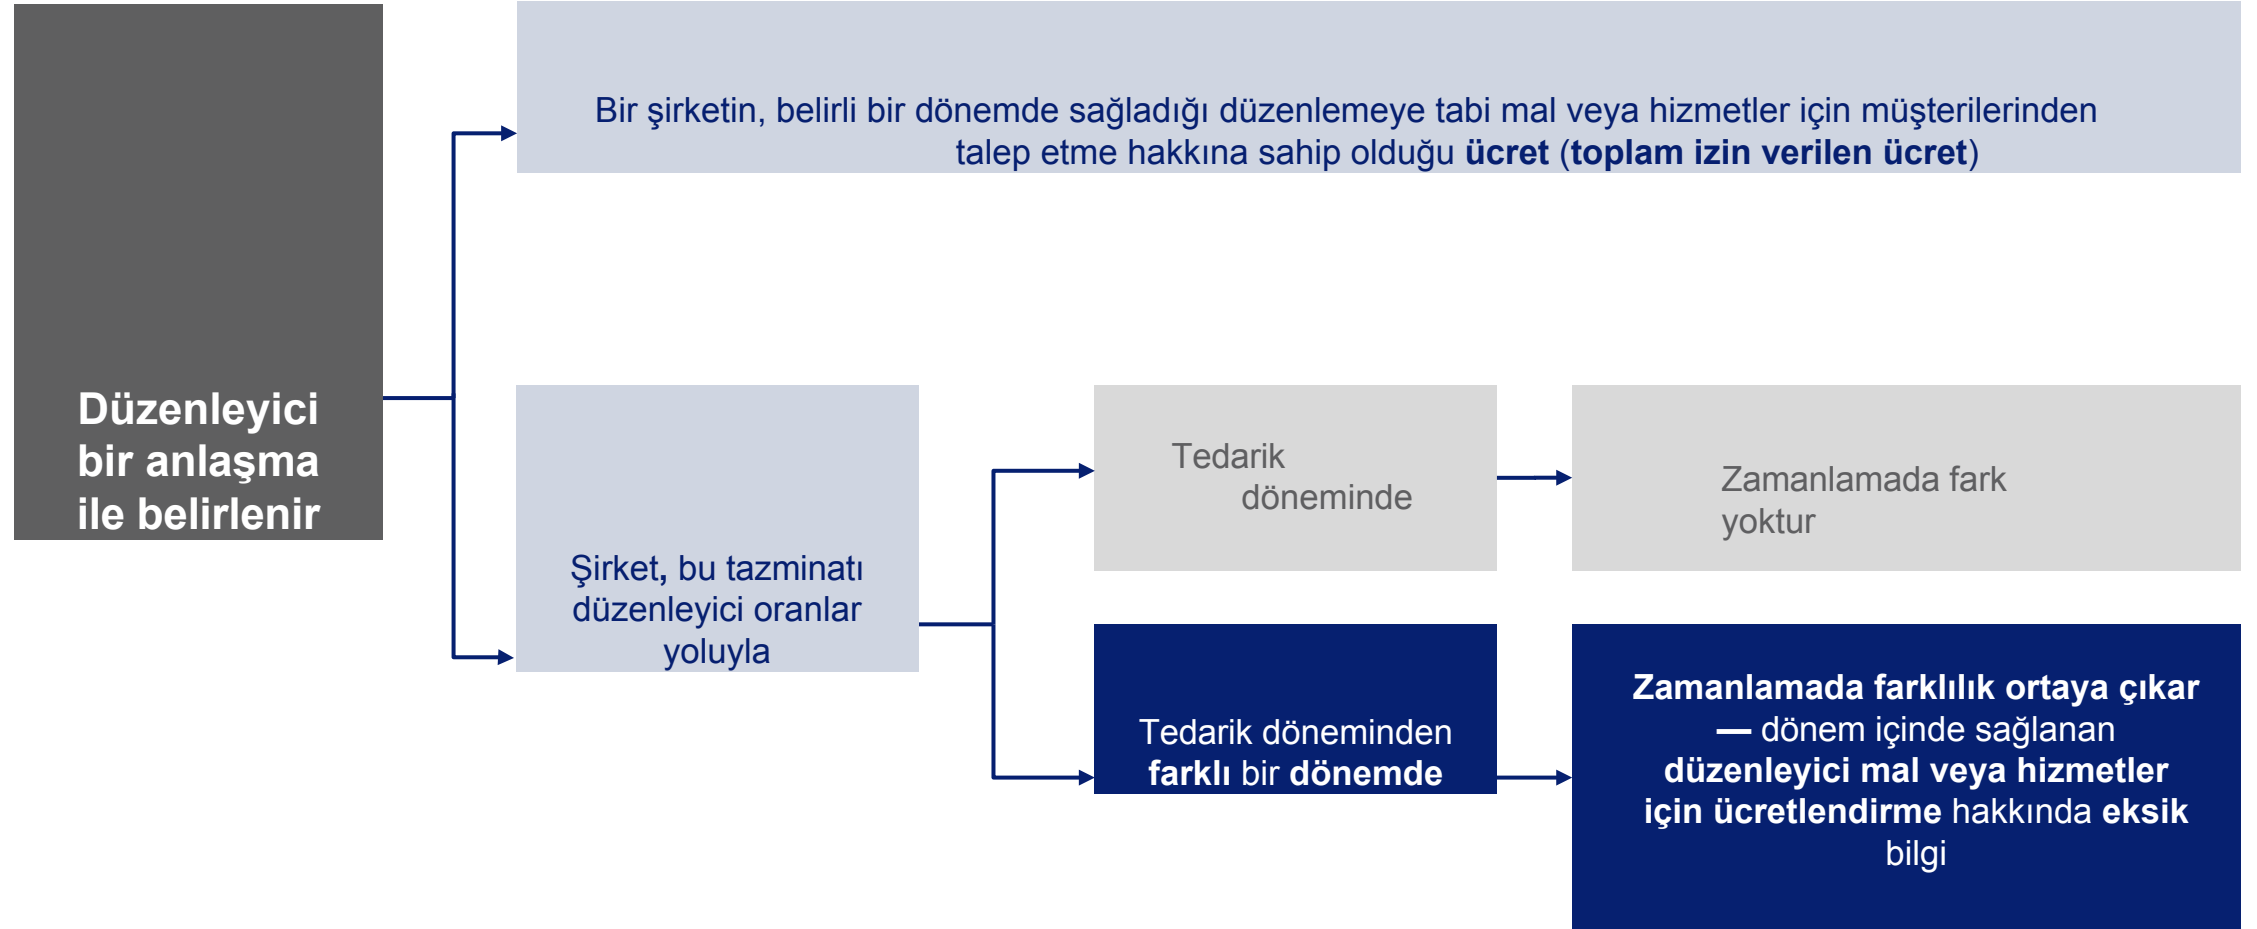 Bir şirketin, belirli bir dönemde sağladığı düzenlemeye tabi mal veya hizmetler için müşterilerinden
talep etme hakkına sahip olduğu ücret (toplam izin verilen ücret)
Düzenleyici
bir anlaşma
ile belirlenir
Şirket, bu tazminatı
düzenleyici oranlar
yoluyla
Tedarik
döneminde
Zamanlamada fark
yoktur
Tedarik döneminden
farklı bir dönemde
Zamanlamada farklılık ortaya çıkar
— dönem içinde sağlanan
düzenleyici mal veya hizmetler
için ücretlendirme hakkında eksik
bilgi